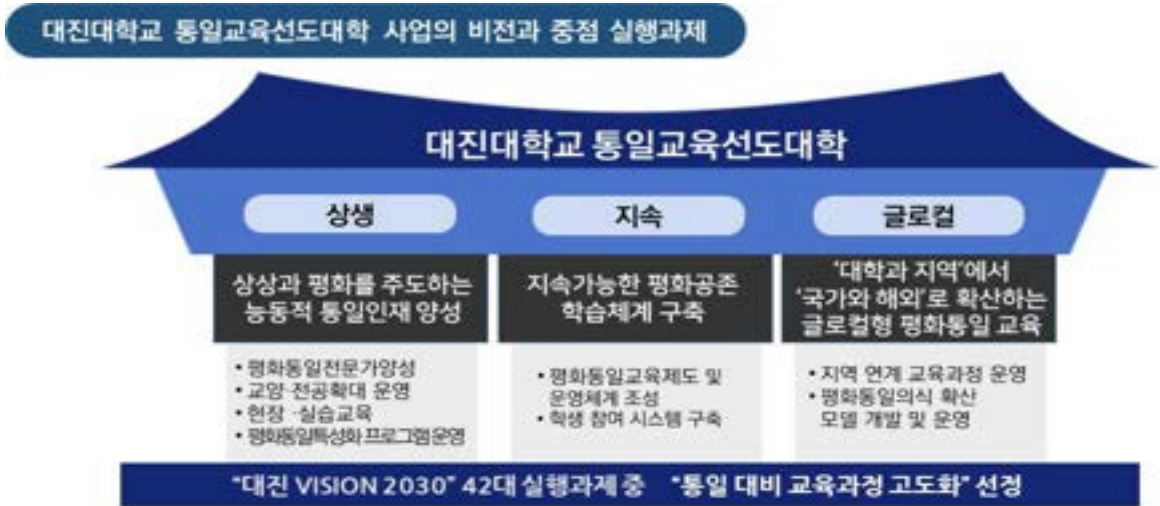 대진대학교 통일교육선도대학 사업의 비전과 중점 실행과제
대진대학교 통일교육선도대학
상생
지속
글로컬
상상과 평화를 주도하는
능동적 통일인재 양성
지속가능한 평화공존
학습체계 구축
'대학과 지역'에서
'국가와 해외'로 확산하는
글로컬형 평화통일 교육
• 평화통일전문가양성
• 교양·전공확대 운영
• 현장·실습교육
• 평화통일특성화 프로그램 운영
• 평화통일교육제도 및
운영체계 조성
• 학생 참여 시스템 구축
• 지역 연계 교육과정 운영
• 평화통일의식 확산
모델 개발 및 운영
"대진 VISION 2030" 42대 실행과제 중 "통일 대비 교육과정 고도화" 선정